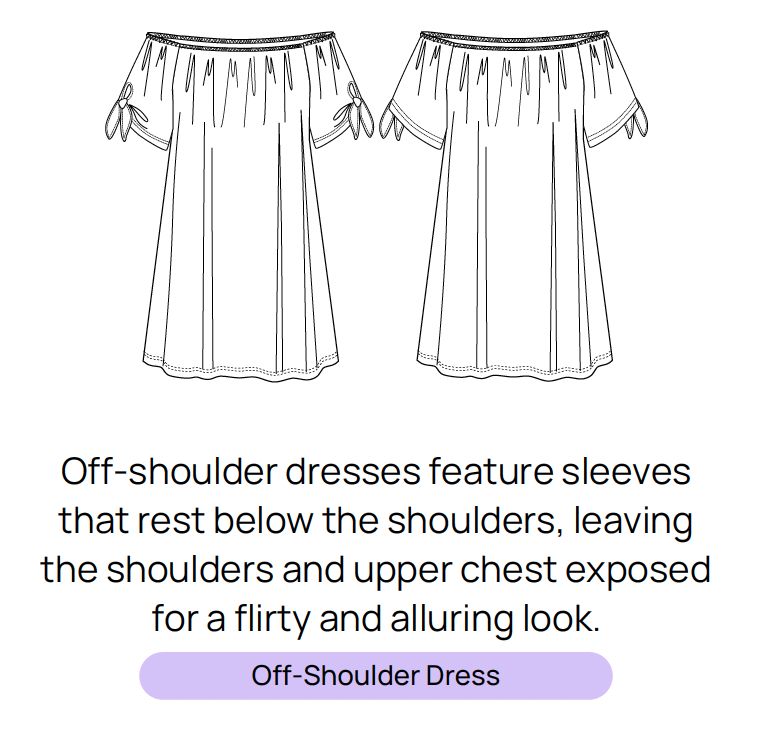 Off-shoulder dresses feature sleeves
that rest below the shoulders, leaving
the shoulders and upper chest exposed
for a flirty and alluring look.
Off-Shoulder Dress